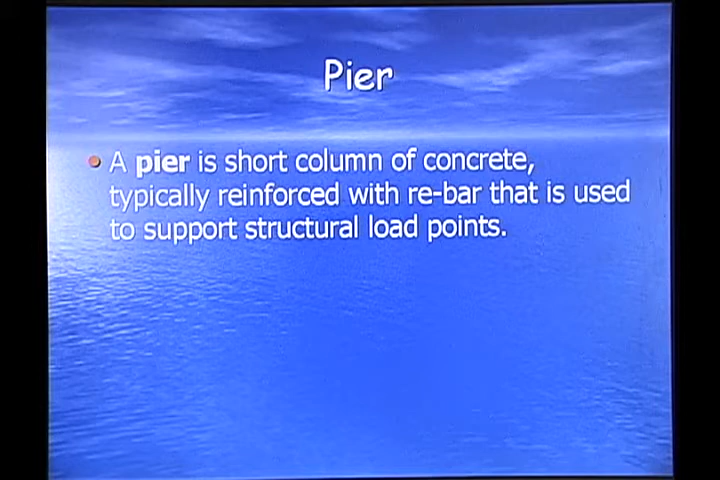 Pier
A pier is short column of concrete,
typically reinforced with re-bar that is used
to support structural load points.